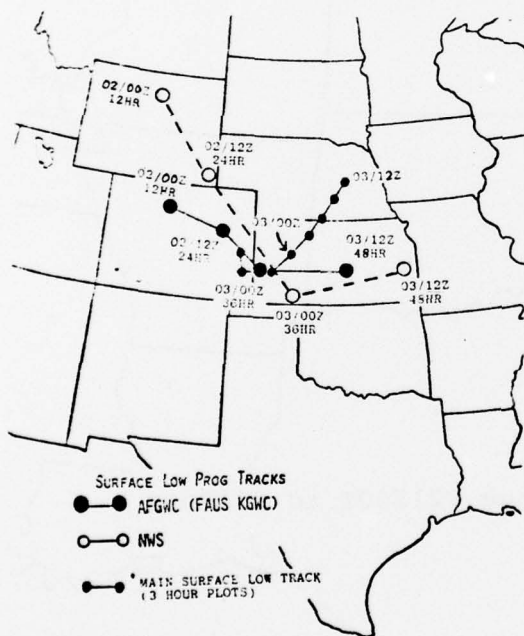 02/00Z
12HR
02/12Z
24HR
02/00Z
12HR
03/12Z
03/00Z
02/12Z
24HR
03/12Z
48HR
03/00Z
36HR
03/12Z
48HR
03/00Z
36HR
SURFACE LOW PROG TRACKS
AFGWC (FAUS KGWC)
NWS
MAIN SURFACE LOW TRACK
(3 HOUR PLOTS)